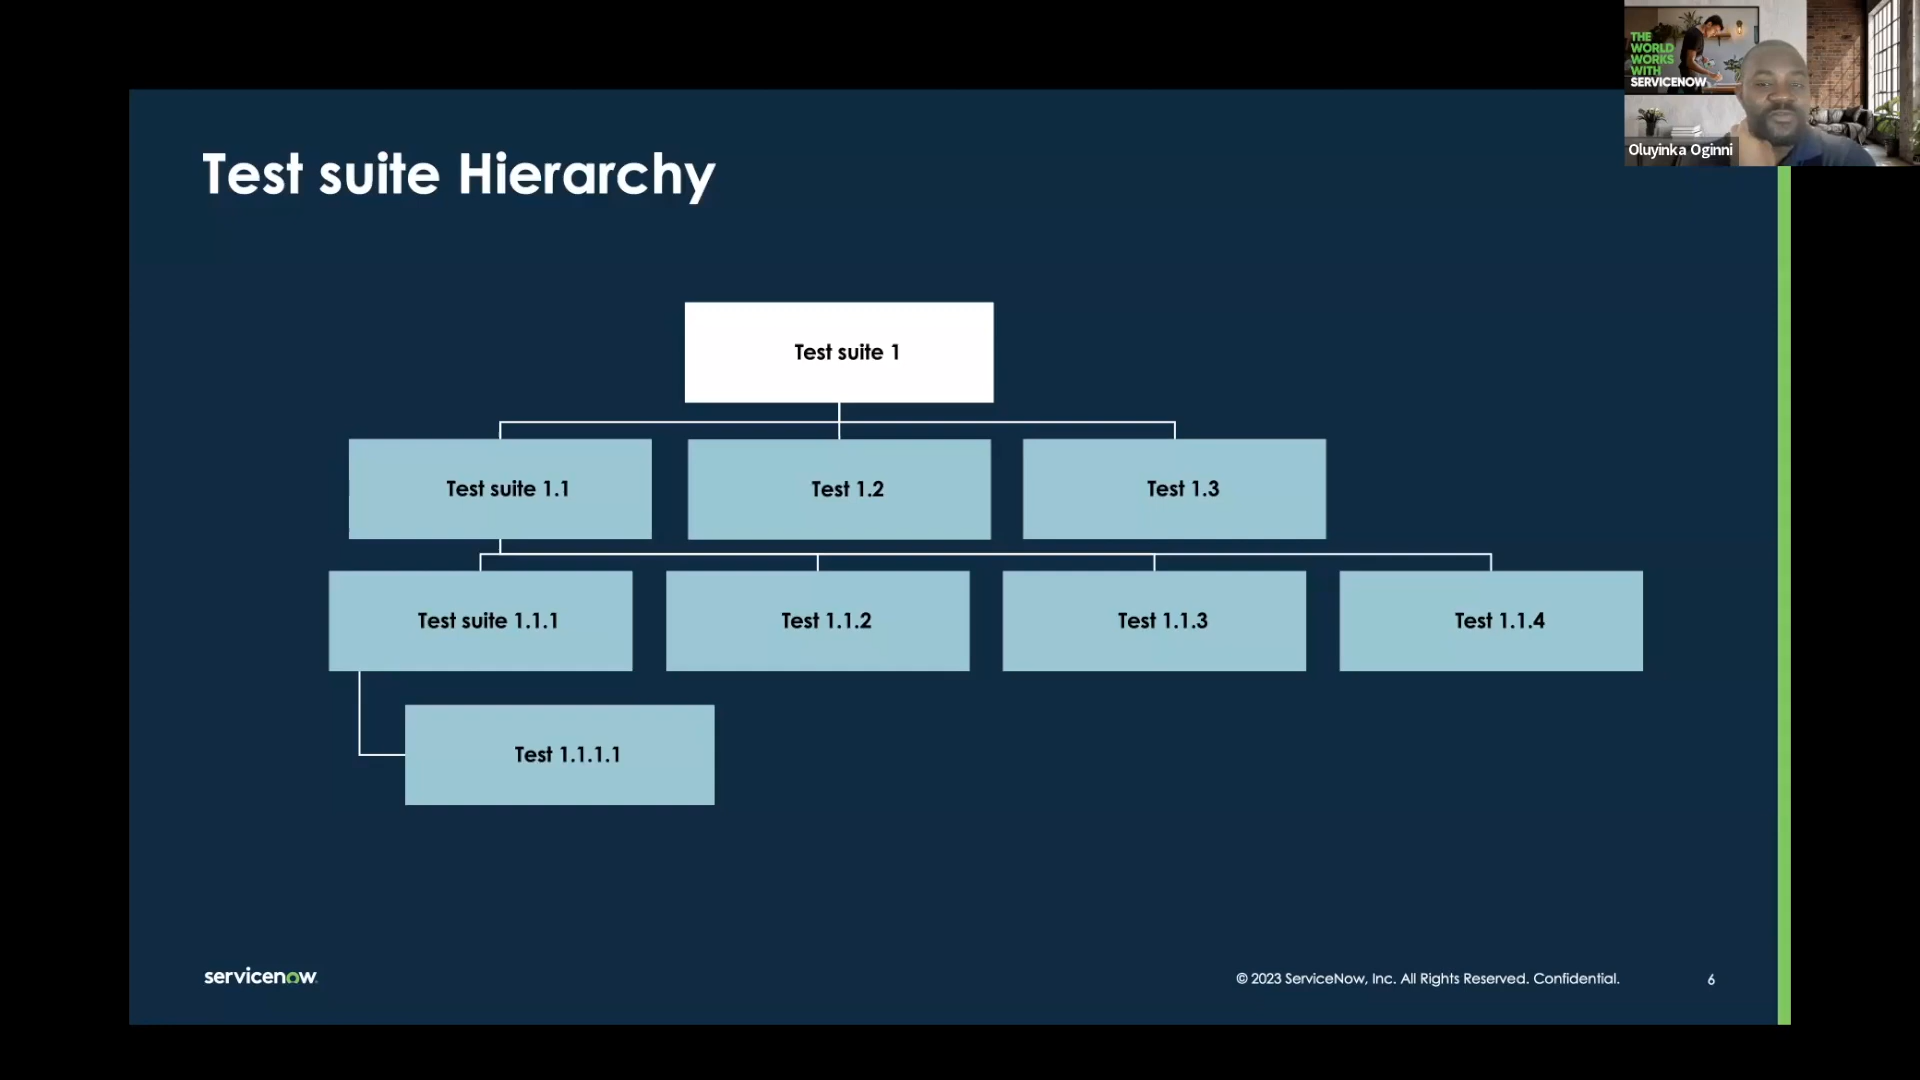 THE
WORLD
WORKS
WITH
SERVICENOW
Oluyinka Oginni
Test suite Hierarchy
Test suite 1
Test suite 1.1
Test 1.2
Test 1.3
Test suite 1.1.1
Test 1.1.2
Test 1.1.3
Test 1.1.4
Test 1.1.1.1
servicenow
© 2023 ServiceNow, Inc. All Rights Reserved. Confidential.
6